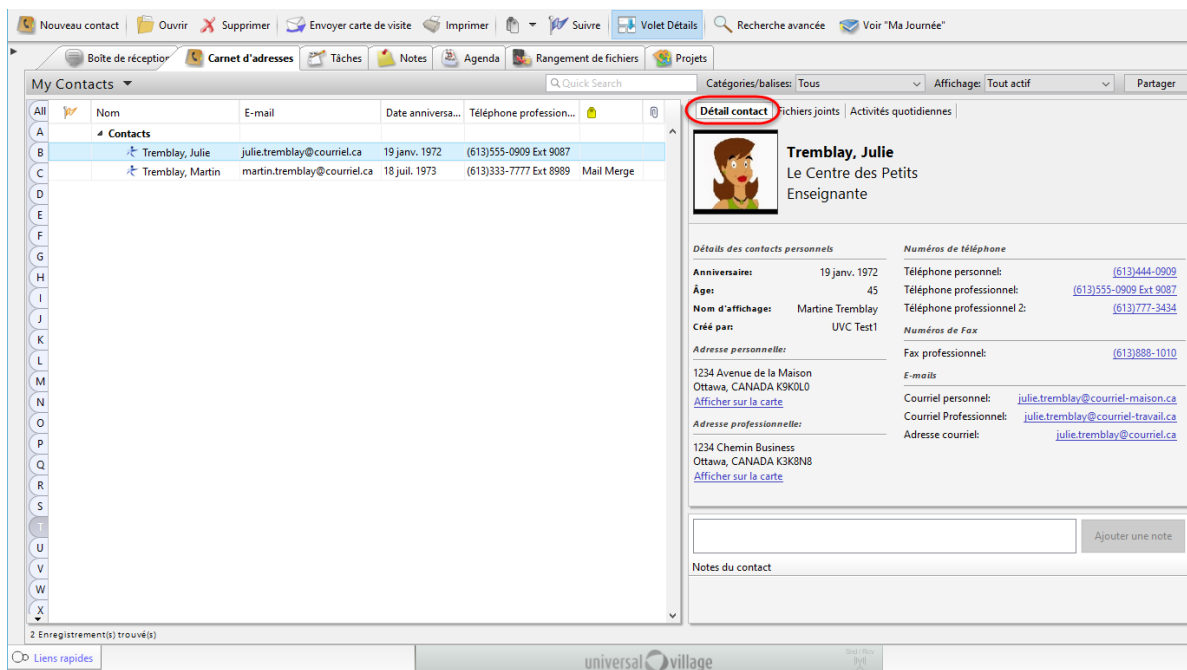 Nouveau contact Ouvrir Supprimer Envoyer carte de visite Imprimer Suivre Volet Détails Recherche avancée Voir "Ma Journée"
Boîte de réception Carnet d'adresses Tâches Notes Agenda Rangement de fichiers Projets
My Contacts Quick Search Catégories/balises: Tous Affichage: Tout actif Partager
All Nom E-mail Date anniversa... Téléphone profession...
Détail contact Fichiers joints Activités quotidiennes
A Contacts
B Tremblay, Julie julie.tremblay@courriel.ca 19 janv. 1972 (613)555-0909 Ext 9087
C Tremblay, Martin martin.tremblay@courriel.ca 18 juil. 1973 (613)333-7777 Ext 8989 Mail Merge
D
E
F
G
H
I
J
K
L
M
N
O
P
Q
R
S
T
U
V
W
X
Tremblay, Julie
Le Centre des Petits
Enseignante
Détails des contacts personnels
Anniversaire: 19 janv. 1972
Âge: 45
Nom d'affichage: Martine Tremblay
Créé par: UVC Test1
Adresse personnelle:
1234 Avenue de la Maison
Ottawa, CANADA K9K0L0
Afficher sur la carte
Adresse professionnelle:
1234 Chemin Business
Ottawa, CANADA K3K8N8
Afficher sur la carte
Numéros de téléphone
Téléphone personnel: (613)444-0909
Téléphone professionnel: (613)555-0909 Ext 9087
Téléphone professionnel 2: (613)777-3434
Numéros de Fax
Fax professionnel: (613)888-1010
E-mails
Courriel personnel: julie.tremblay@courriel-maison.ca
Courriel Professionnel: julie.tremblay@courriel-travail.ca
Adresse courriel: julie.tremblay@courriel.ca
Ajouter une note
Notes du contact
2 Enregistrement(s) trouvé(s)
Liens rapides
universal village